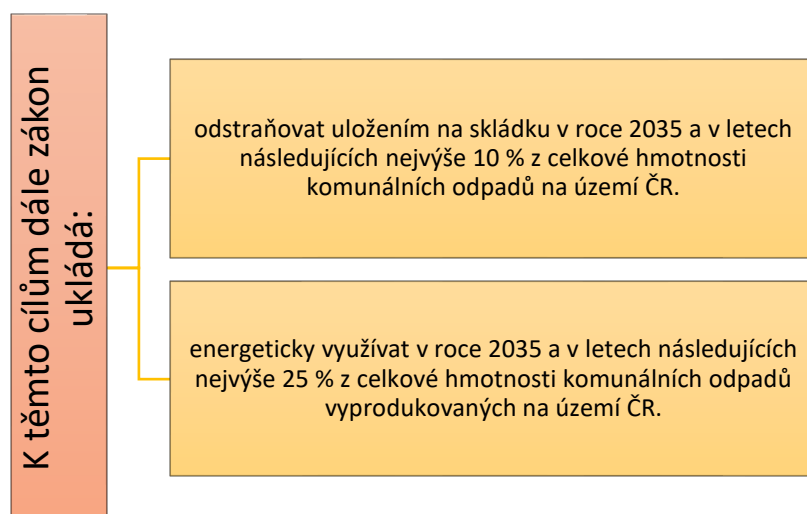 K těmto cílům dále zákon
ukládá:
odstraňovat uložením na skládku v roce 2035 a v letech
následujících nejvýše 10 % z celkové hmotnosti
komunálních odpadů na území ČR.
energeticky využívat v roce 2035 a v letech následujících
nejvýše 25 % z celkové hmotnosti komunálních odpadů
vyprodukovaných na území ČR.